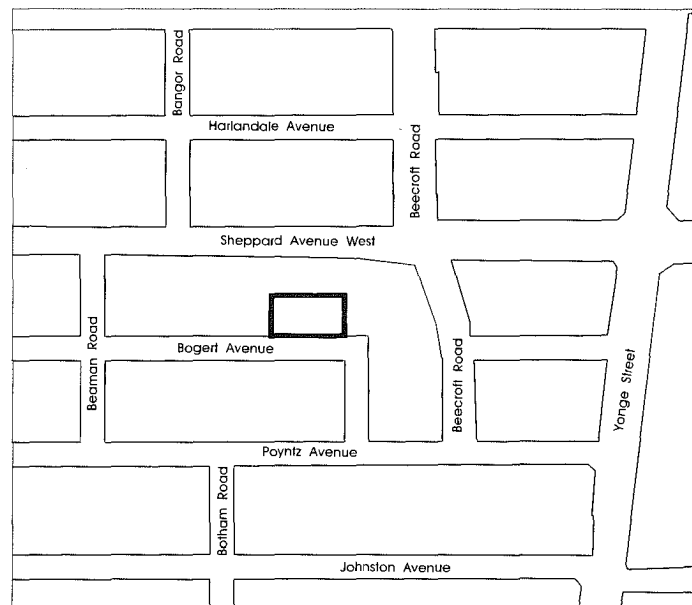 Bangor Road
Harlandale Avenue
Beecroft Road
Sheppard Avenue West
Bogert Avenue
Beaman Road
Beecroft Road
Yonge Street
Poyntz Avenue
Botham Road
Johnston Avenue